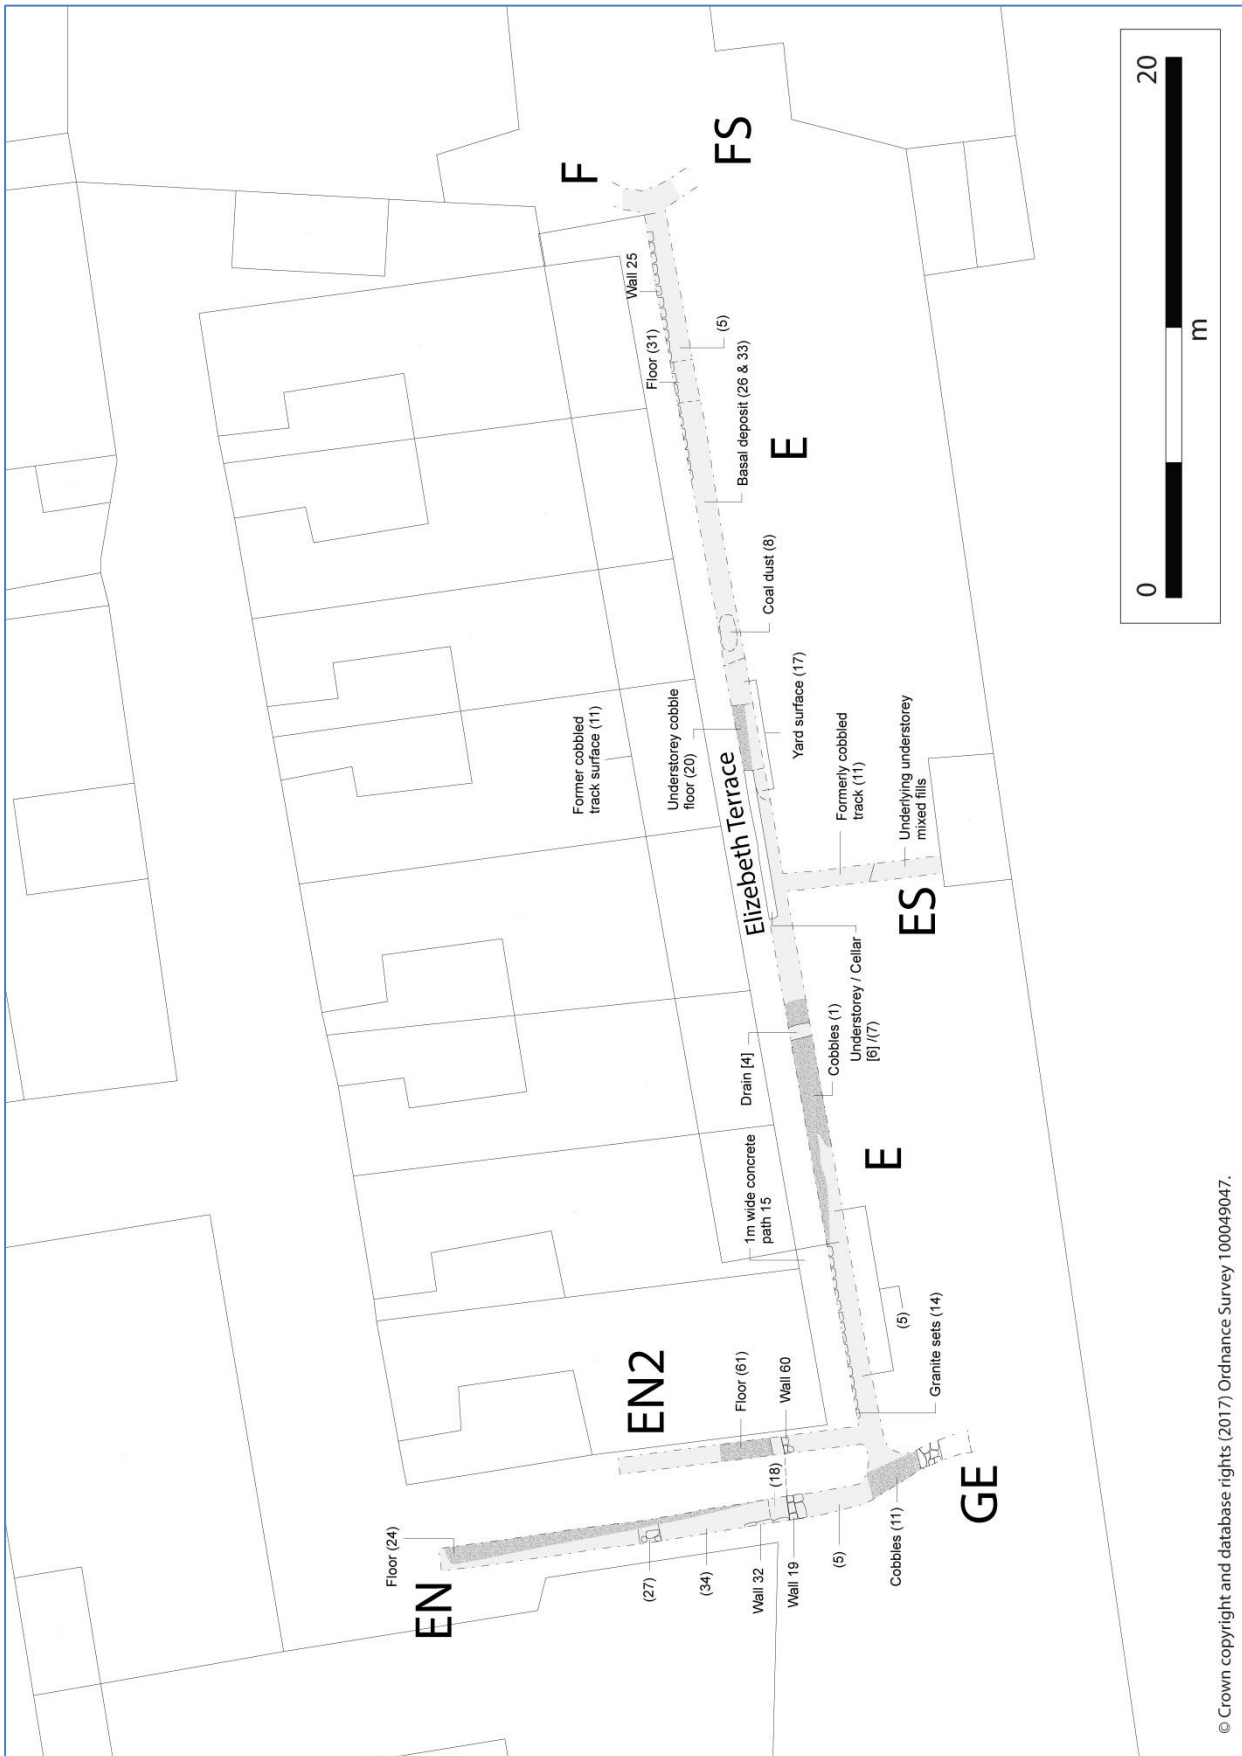 F
FS
Wall 25
Floor (31)
(5)
Basal deposit (26 & 33)
E
Coal dust (8)
Former cobbled
track surface (11)
Understorey cobble
floor (20)
Yard surface (17)
Elizebeth Terrace
Formerly cobbled
track (11)
Underlying understorey
mixed fills
ES
Understorey / Cellar
[6] /(7)
Drain [4]
Cobbles (1)
1m wide concrete
path 15
E
(5)
Granite sets (14)
EN2
Floor (61)
Wall 60
(18)
GE
EN
Floor (24)
(27)
(34)
Wall 32
Wall 19
(5)
Cobbles (11)
0
20
m
© Crown copyright and database rights (2017) Ordnance Survey 100049047.